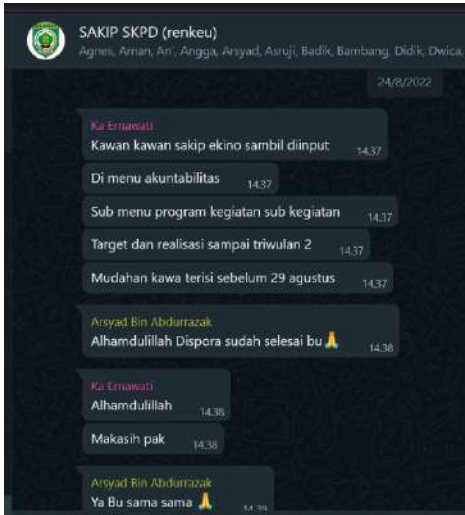 SAKIP SKPD (renkeu)
Agnes, Aman, An', Angga, Arsyad, Asruji, Badik, Bambang, Didik, Dwica,
24/8/2022
Ka Ernawati
Kawan kawan sakip ekino sambil diinput 14.37
Di menu akuntabilitas 14.37
Sub menu program kegiatan sub kegiatan 14.37
Target dan realisasi sampai triwulan 2 14.37
Mudahan kawa terisi sebelum 29 agustus 14.37
Arsyad Bin Abdurrazak
Alhamdulillah Dispora sudah selesai bu🙏 14.38
Ka Ernawati
Alhamdulillah 14.38
Makasih pak 14.38
Arsyad Bin Abdurrazak
Ya Bu sama sama 🙏 14.39